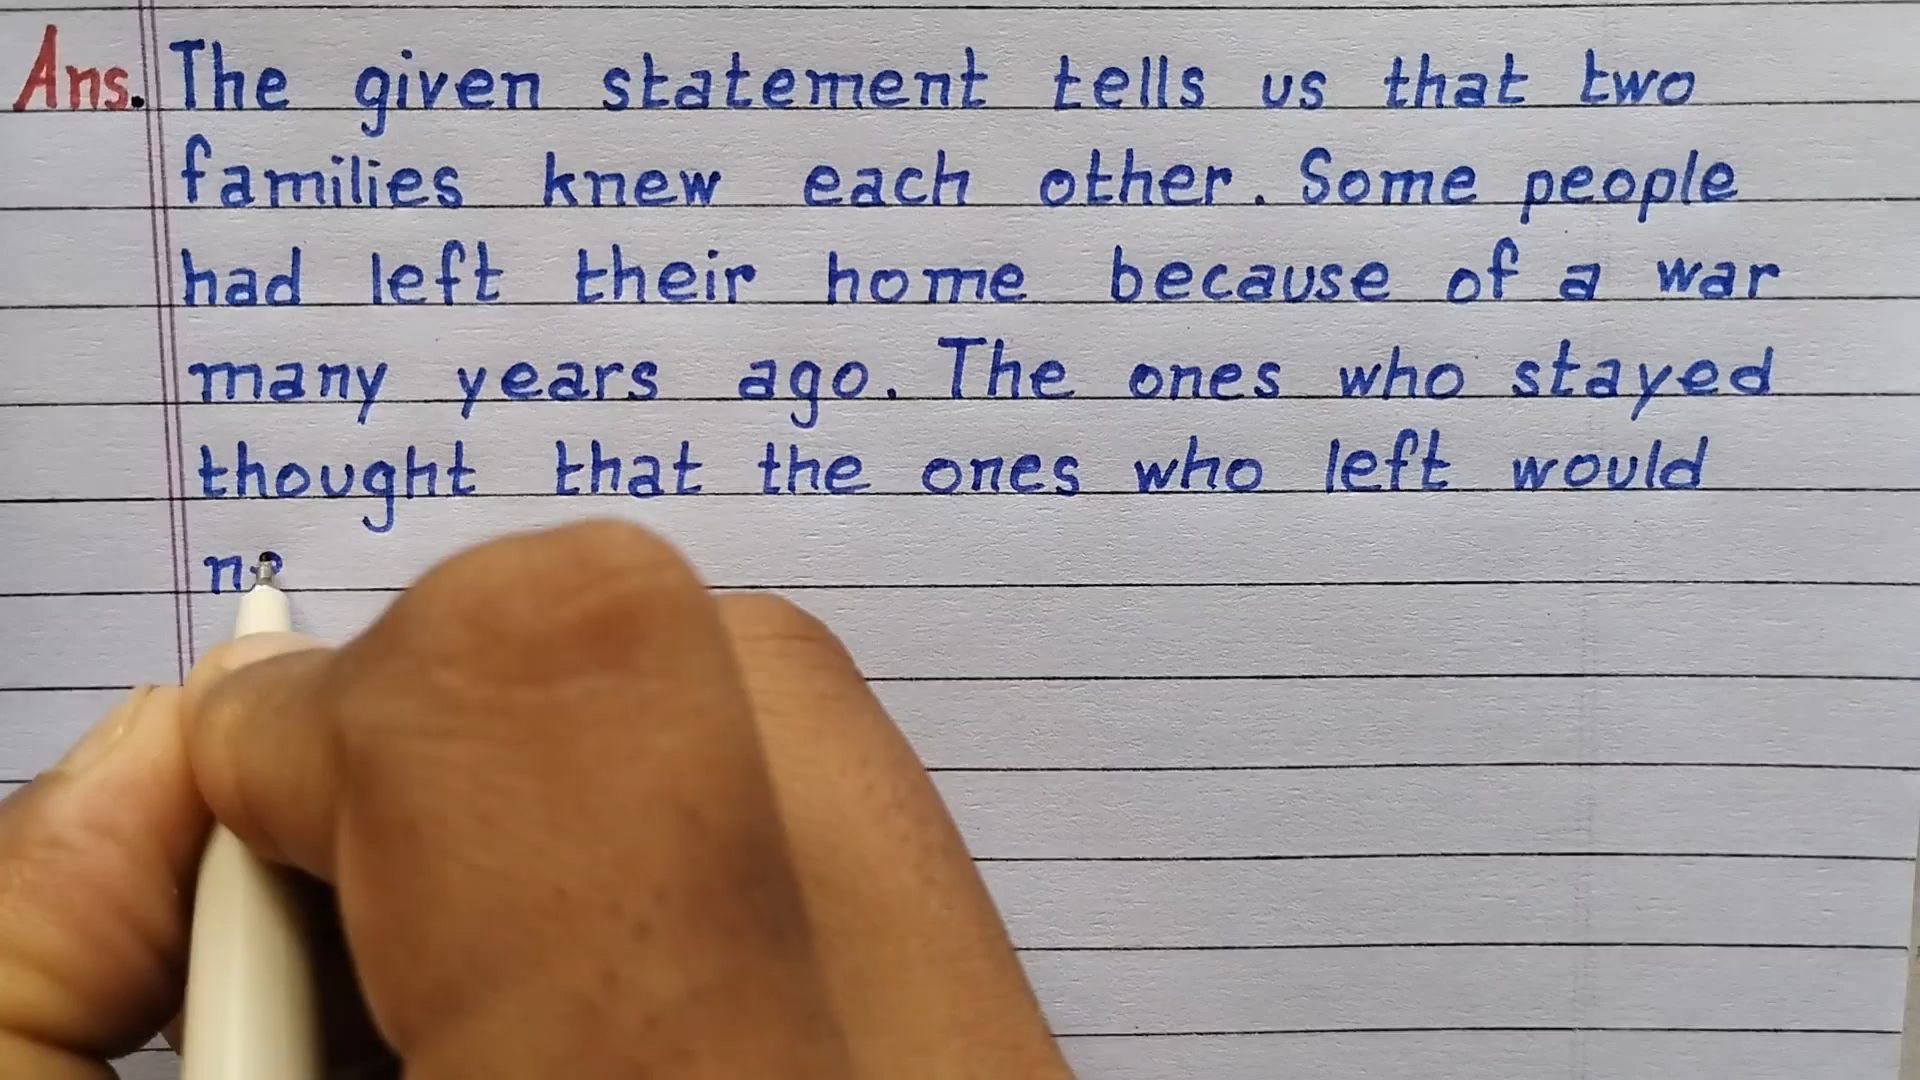 Ans. The given statement tells us that two
families knew each other. Some people
had left their home because of a war
many years ago. The ones who stayed
thought that the ones who left would